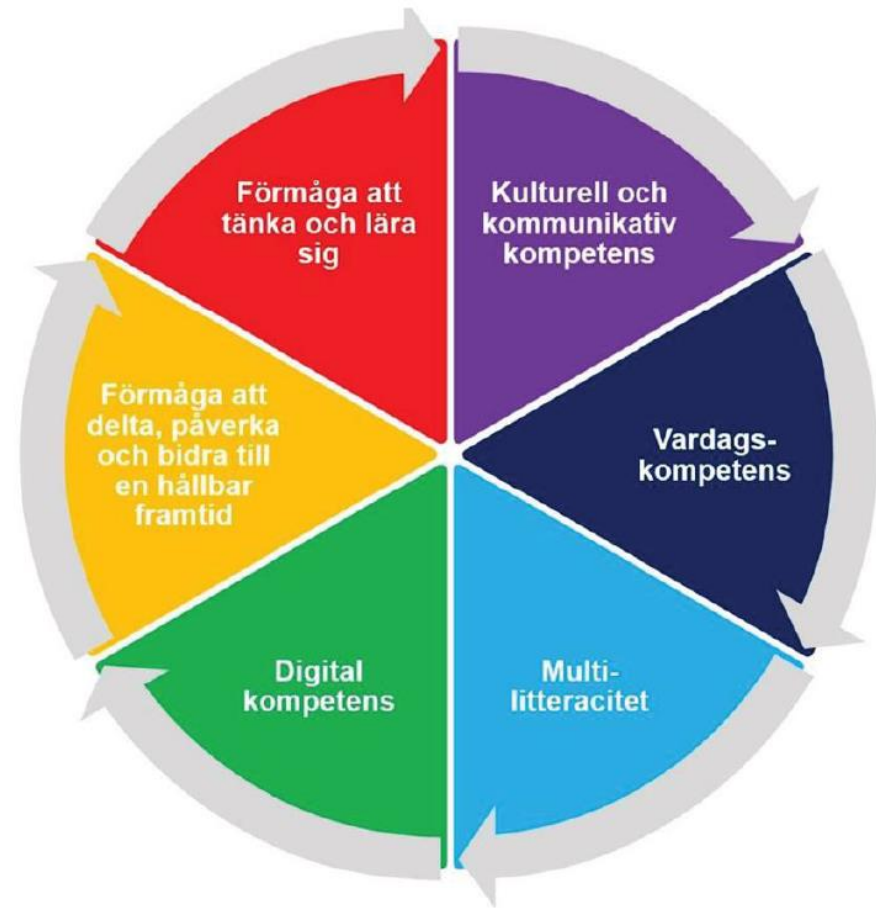 Förmåga att
tänka och lära
sig
Kulturell och
kommunikativ
kompetens
Vardags-
kompetens
Multi-
litteracitet
Digital
kompetens
Förmåga att
delta, påverka
och bidra till
en hållbar
framtid